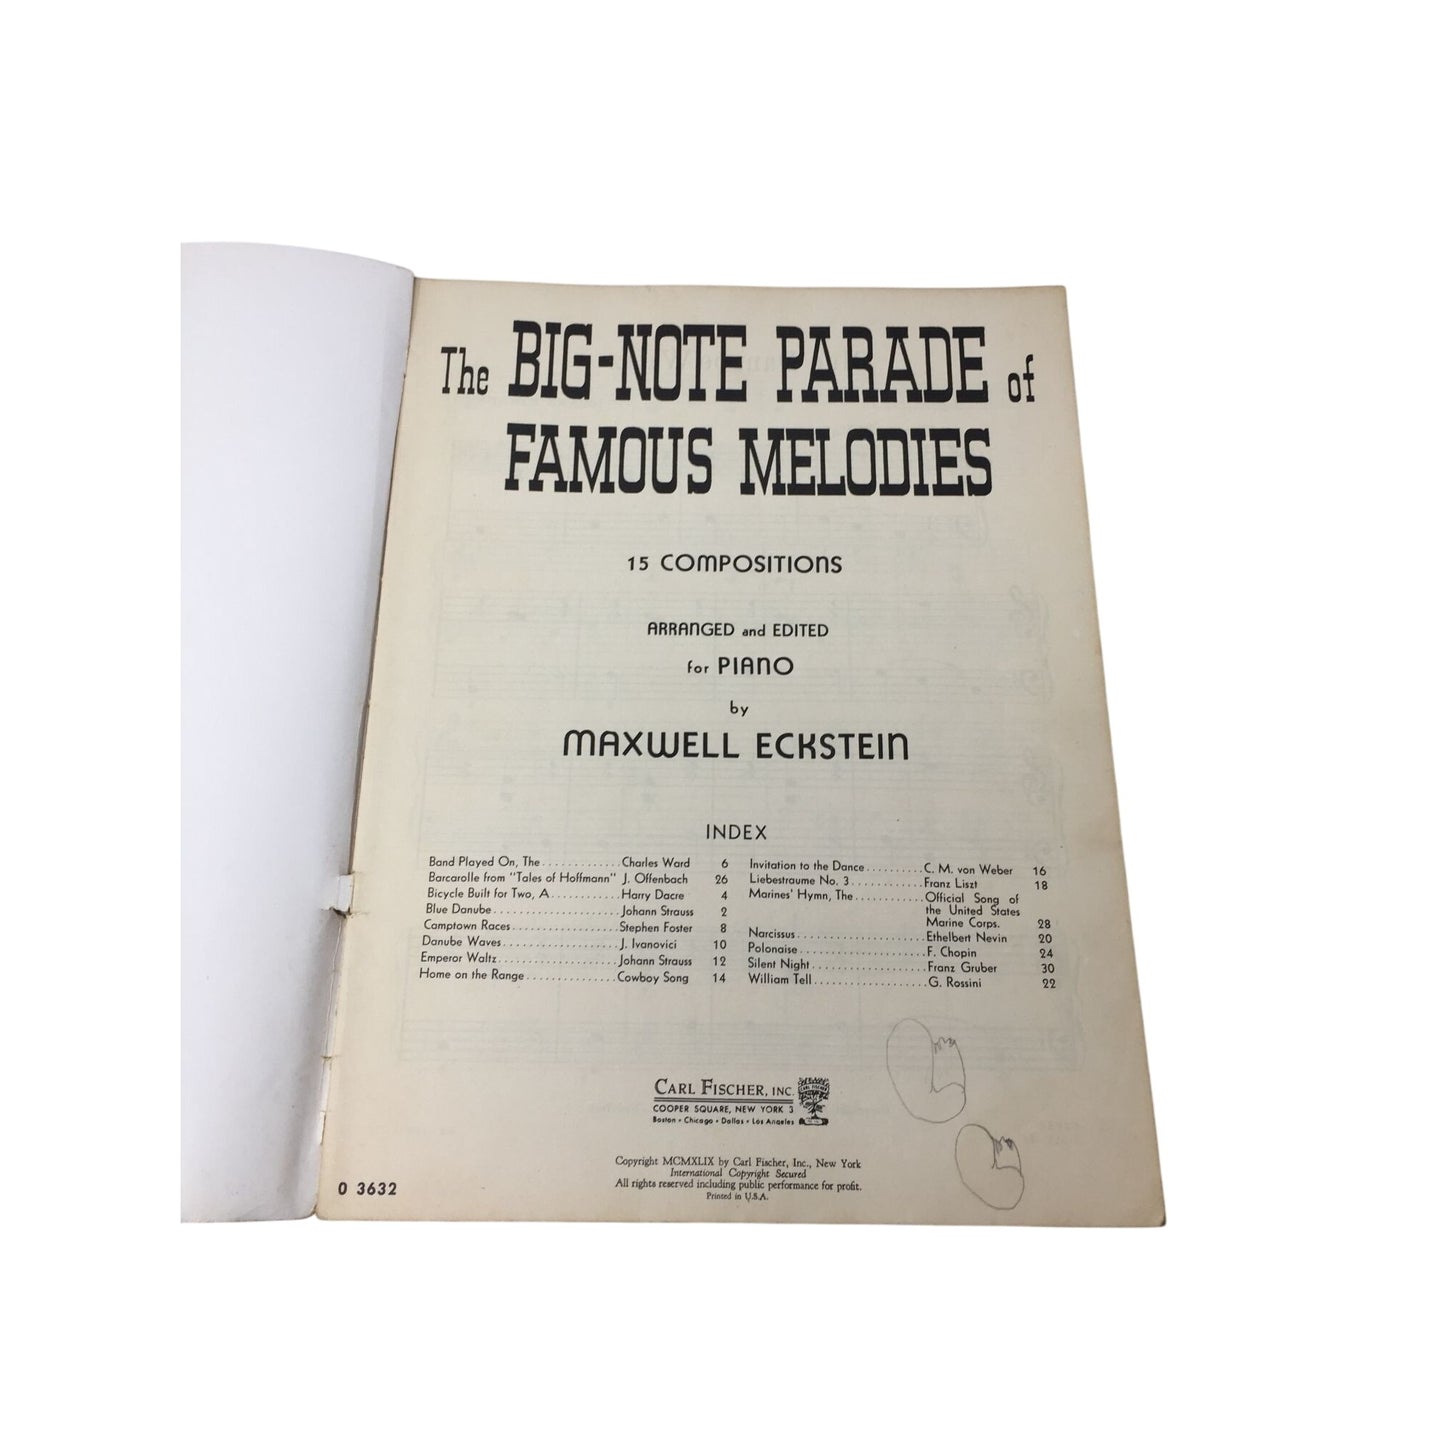 The BIG-NOTE PARADE of
FAMOUS MELODIES
15 COMPOSITIONS
ARRANGED and EDITED
for PIANO
by
MAXWELL ECKSTEIN
INDEX
Band Played On, The ............ Charles Ward 6
Barcarolle from "Tales of Hoffmann" J. Offenbach 26
Bicycle Built for Two, A ........... Harry Dacre 4
Blue Danube .................... Johann Strauss 2
Camptown Races ................. Stephen Foster 8
Danube Waves ................... J. Ivanovici 10
Emperor Waltz ................... Johann Strauss 12
Home on the Range .............. Cowboy Song 14
Invitation to the Dance ......... C. M. von Weber 16
Liebestraume No. 3 ............ Franz Liszt 18
Marines' Hymn, The ........... Official Song of
the United States
Marine Corps. 28
Narcissus .................... Ethelbert Nevin 20
Polonaise .................... F. Chopin 24
Silent Night .................. Franz Gruber 30
William Tell .................. G. Rossini 22
CARL FISCHER, INC.
COOPER SQUARE, NEW YORK 3
Boston • Chicago • Dallas • Los Angeles
Copyright MCMXLIX by Carl Fischer, Inc., New York
International Copyright Secured
All rights reserved including public performance for profit.
Printed in U.S.A.
O 3632